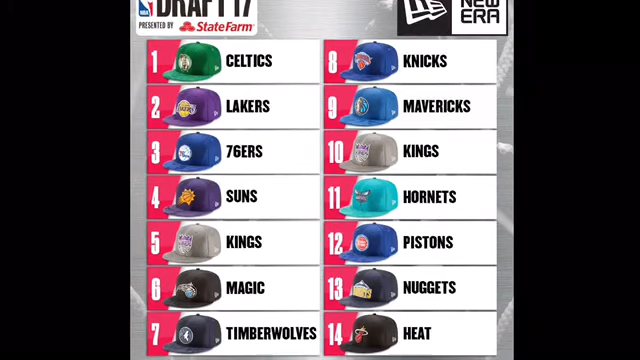 NBA
DRAFT 17
PRESENTED BY StateFarm
NEW ERA
1 CELTICS
2 LAKERS
3 76ERS
4 SUNS
5 KINGS
6 MAGIC
7 TIMBERWOLVES
8 KNICKS
9 MAVERICKS
10 KINGS
11 HORNETS
12 PISTONS
13 NUGGETS
14 HEAT